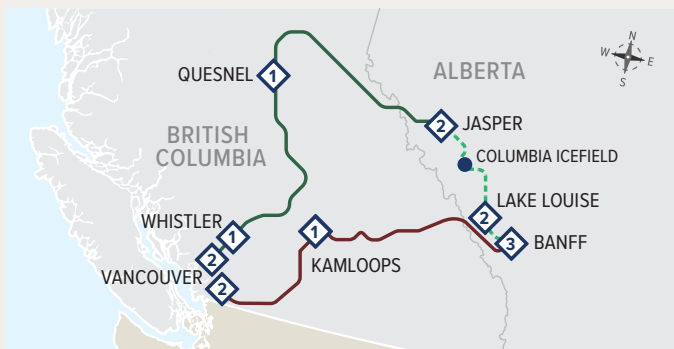 N
W
E
S
QUESNEL
1
ALBERTA
2
JASPER
BRITISH
COLUMBIA
COLUMBIA ICEFIELD
LAKE LOUISE
2
WHISTLER
1
1
3
BANFF
2
KAMLOOPS
VANCOUVER
2